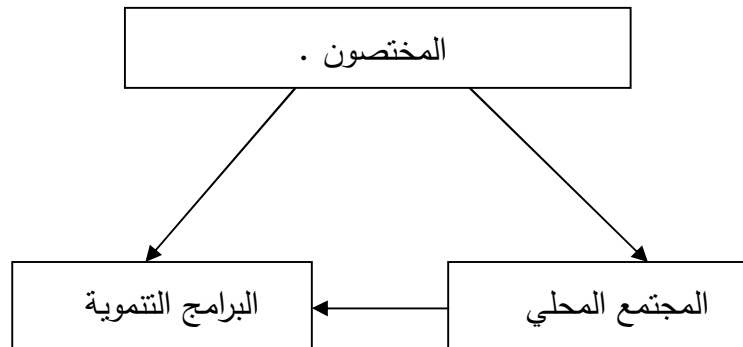 المختصون .
المجتمع المحلي
البرامج التنموية